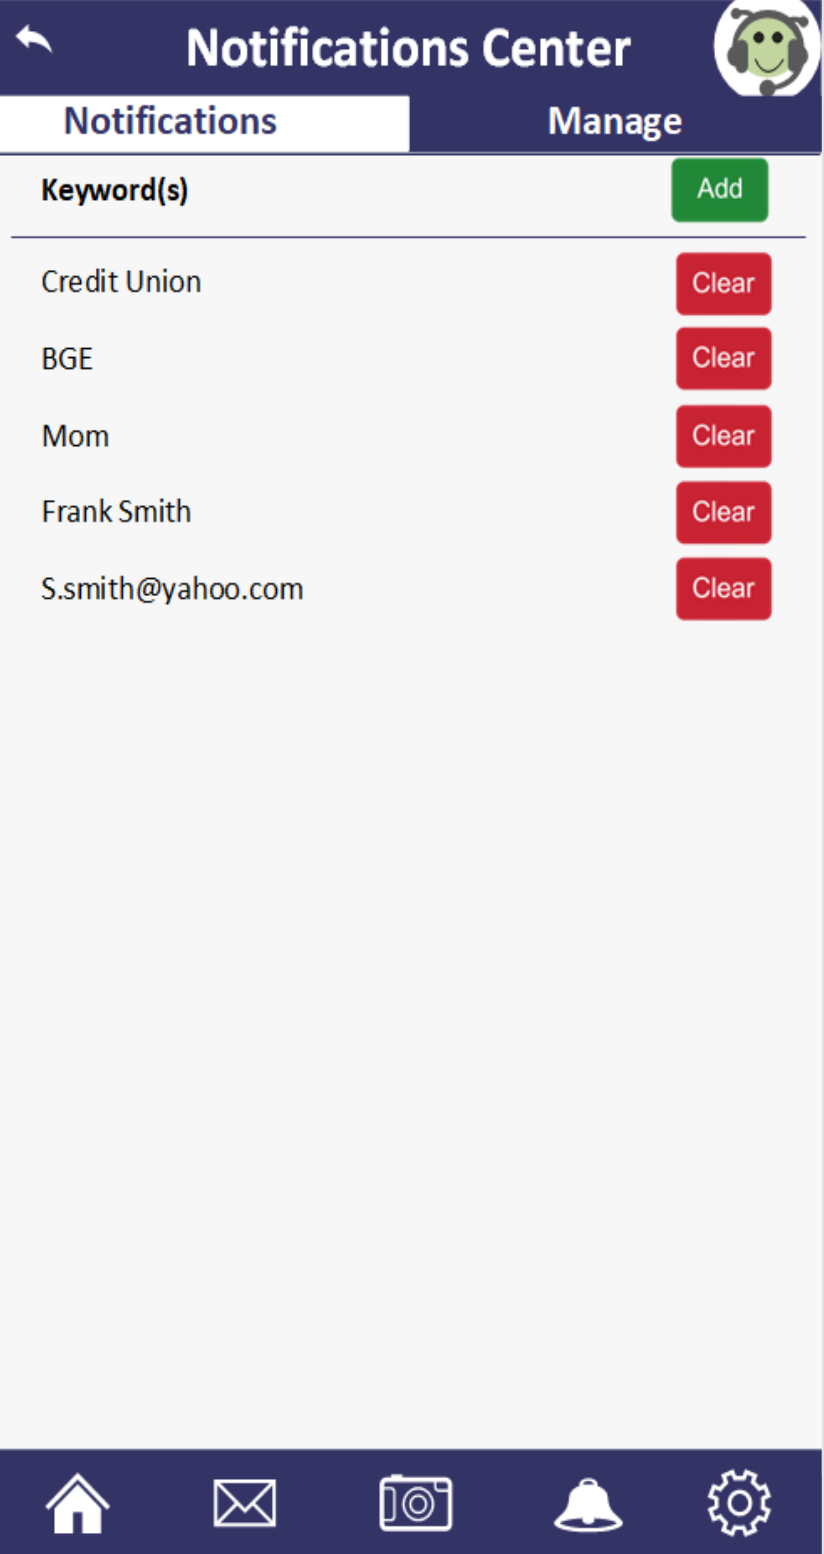 Notifications Center
Notifications Manage
Keyword(s) Add
Credit Union Clear
BGE Clear
Mom Clear
Frank Smith Clear
S.smith@yahoo.com Clear